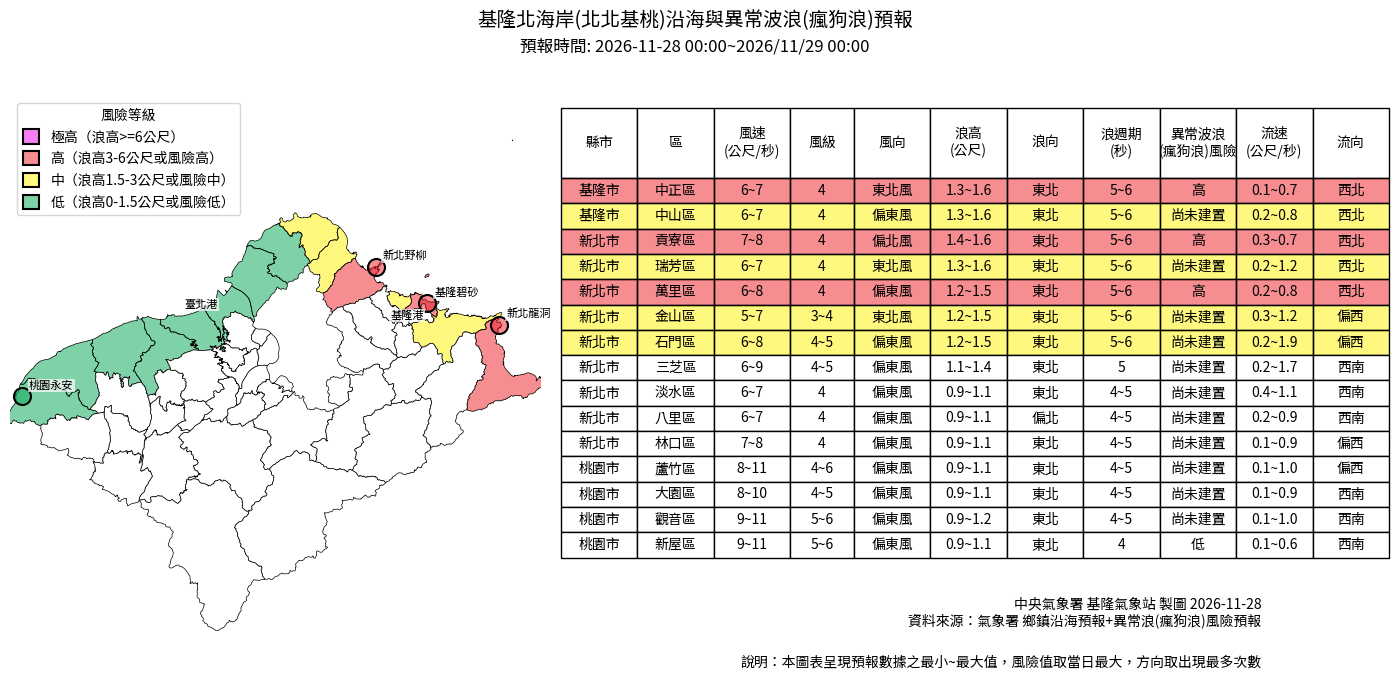 基隆北海岸(北北基桃)沿海與異常波浪(瘋狗浪)預報
預報時間: 2026-11-28 00:00~2026/11/29 00:00
風險等級
極高（浪高>=6公尺）
高（浪高3-6公尺或風險高）
中（浪高1.5-3公尺或風險中）
低（浪高0-1.5公尺或風險低）
新北野柳
基隆碧砂
臺北港
基隆港
新北龍洞
桃園永安
縣市 區 風速(公尺/秒) 風級 風向 浪高(公尺) 浪向 浪週期(秒) 異常波浪(瘋狗浪)風險 流速(公尺/秒) 流向
基隆市 中正區 6~7 4 東北風 1.3~1.6 東北 5~6 高 0.1~0.7 西北
基隆市 中山區 6~7 4 偏東風 1.3~1.6 東北 5~6 尚未建置 0.2~0.8 西北
新北市 貢寮區 7~8 4 偏北風 1.4~1.6 東北 5~6 高 0.3~0.7 西北
新北市 瑞芳區 6~7 4 東北風 1.3~1.6 東北 5~6 尚未建置 0.2~1.2 西北
新北市 萬里區 6~8 4 偏東風 1.2~1.5 東北 5~6 高 0.2~0.8 西北
新北市 金山區 5~7 3~4 東北風 1.2~1.5 東北 5~6 尚未建置 0.3~1.2 偏西
新北市 石門區 6~8 4~5 偏東風 1.2~1.5 東北 5~6 尚未建置 0.2~1.9 偏西
新北市 三芝區 6~9 4~5 偏東風 1.1~1.4 東北 5 尚未建置 0.2~1.7 西南
新北市 淡水區 6~7 4 偏東風 0.9~1.1 東北 4~5 尚未建置 0.4~1.1 西南
新北市 八里區 6~7 4 偏東風 0.9~1.1 偏北 4~5 尚未建置 0.2~0.9 西南
新北市 林口區 7~8 4 偏東風 0.9~1.1 東北 4~5 尚未建置 0.1~0.9 偏西
桃園市 蘆竹區 8~11 4~6 偏東風 0.9~1.1 東北 4~5 尚未建置 0.1~1.0 偏西
桃園市 大園區 8~10 4~5 偏東風 0.9~1.1 東北 4~5 尚未建置 0.1~0.9 西南
桃園市 觀音區 9~11 5~6 偏東風 0.9~1.2 東北 4~5 尚未建置 0.1~1.0 西南
桃園市 新屋區 9~11 5~6 偏東風 0.9~1.1 東北 4 低 0.1~0.6 西南
中央氣象署 基隆氣象站 製圖 2026-11-28
資料來源：氣象署 鄉鎮沿海預報+異常浪(瘋狗浪)風險預報
說明：本圖表呈現預報數據之最小~最大值，風險值取當日最大，方向取出現最多次數